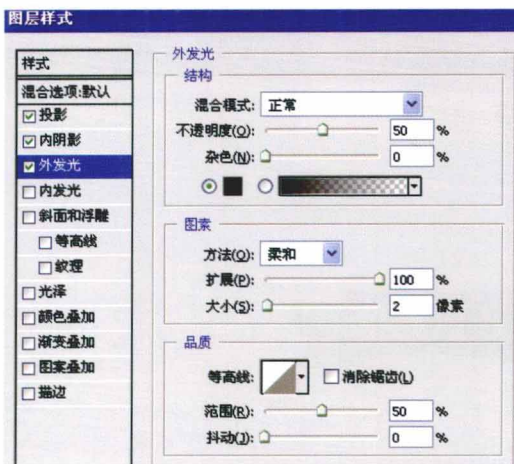 图层样式
样式
混合选项:默认
投影
内阴影
外发光
内发光
斜面和浮雕
等高线
纹理
光泽
颜色叠加
渐变叠加
图案叠加
描边
外发光
结构
混合模式: 正常
不透明度(O): 50 %
杂色(N): 0 %
图素
方法(Q): 柔和
扩展(P): 100 %
大小(S): 2 像素
品质
等高线: 消除锯齿(L)
范围(R): 50 %
抖动(J): 0 %